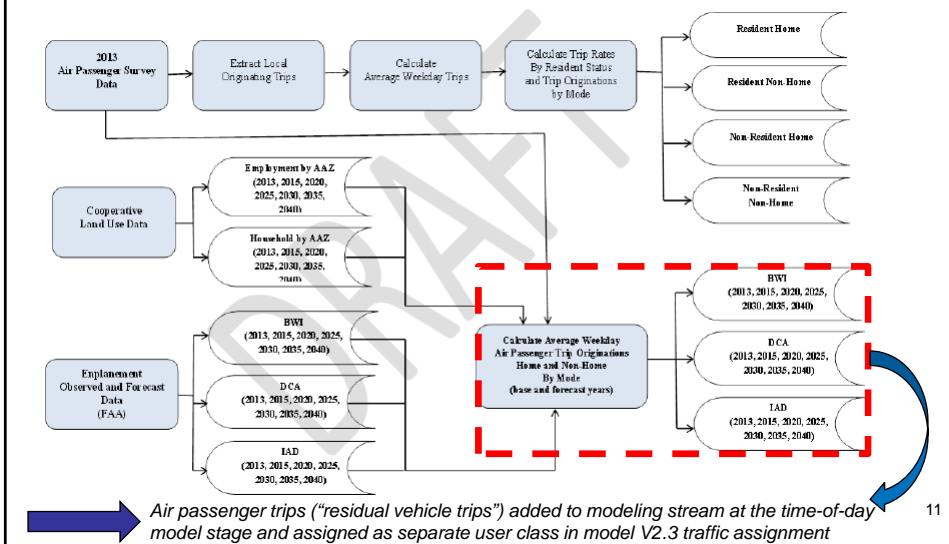 2013
Air Passenger Survey
Data
Extract Local
Originating Trips
Calculate
Average Weekday Trips
Calculate Trip Rates
By Resident Status
and Trip Originations
by Mode
Resident Home
Resident Non-Home
Non-Resident Home
Non-Resident
Non-Home
Cooperative
Land Use Data
Employment by AAZ
(2013, 2015, 2020,
2025, 2030, 2035,
2040)
Household by AAZ
(2013, 2015, 2020,
2025, 2030, 2035,
2040)
Enplanement
Observed and Forecast
Data
(FAA)
BWI
(2013, 2015, 2020, 2025,
2030, 2035, 2040)
DCA
(2013, 2015, 2020, 2025,
2030, 2035, 2040)
IAD
(2013, 2015, 2020, 2025,
2030, 2035, 2040)
Calculate Average Weekday
Air Passenger Trip Originations
Home and Non-Home
By Mode
(base and forecast years)
BWI
(2013, 2015, 2020, 2025,
2030, 2035, 2040)
DCA
(2013, 2015, 2020, 2025,
2030, 2035, 2040)
IAD
(2013, 2015, 2020, 2025,
2030, 2035, 2040)
DRAFT
Air passenger trips (“residual vehicle trips”) added to modeling stream at the time-of-day
model stage and assigned as separate user class in model V2.3 traffic assignment
11